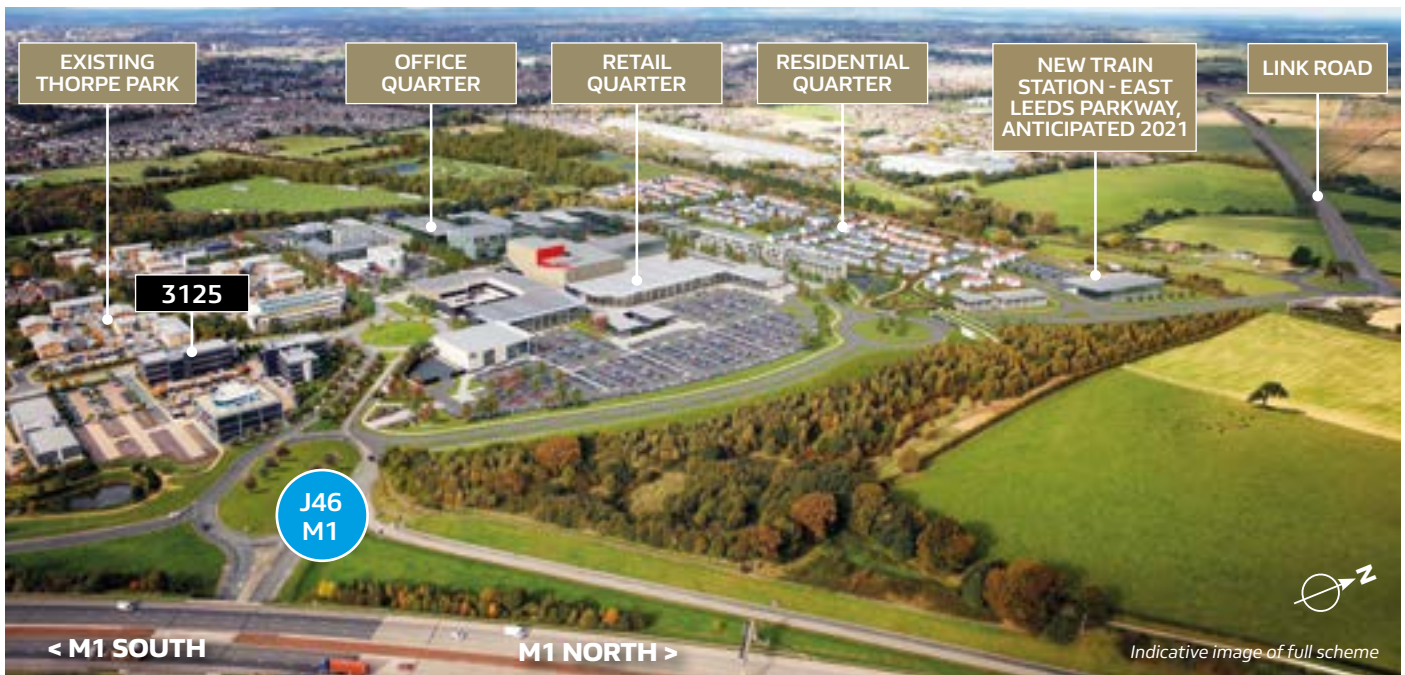 EXISTING
THORPE PARK
OFFICE
QUARTER
RETAIL
QUARTER
RESIDENTIAL
QUARTER
NEW TRAIN
STATION - EAST
LEEDS PARKWAY,
ANTICIPATED 2021
LINK ROAD
3125
J46
M1
N
< M1 SOUTH
M1 NORTH >
Indicative image of full scheme